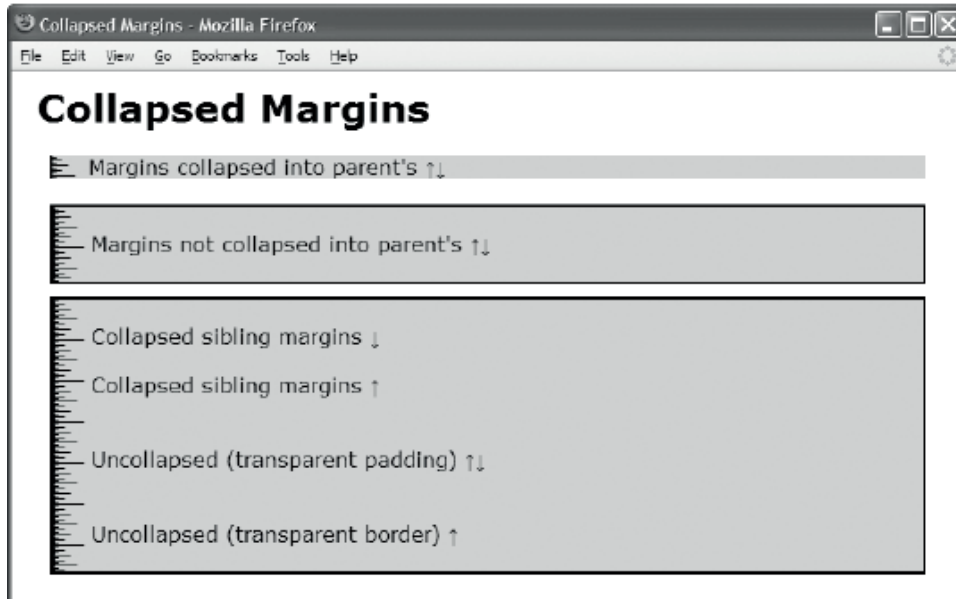 Collapsed Margins - Mozilla Firefox
File Edit View Go Bookmarks Tools Help
Collapsed Margins
Margins collapsed into parent's ↑↓
Margins not collapsed into parent's ↑↓
Collapsed sibling margins ↓
Collapsed sibling margins ↑
Uncollapsed (transparent padding) ↑↓
Uncollapsed (transparent border) ↑